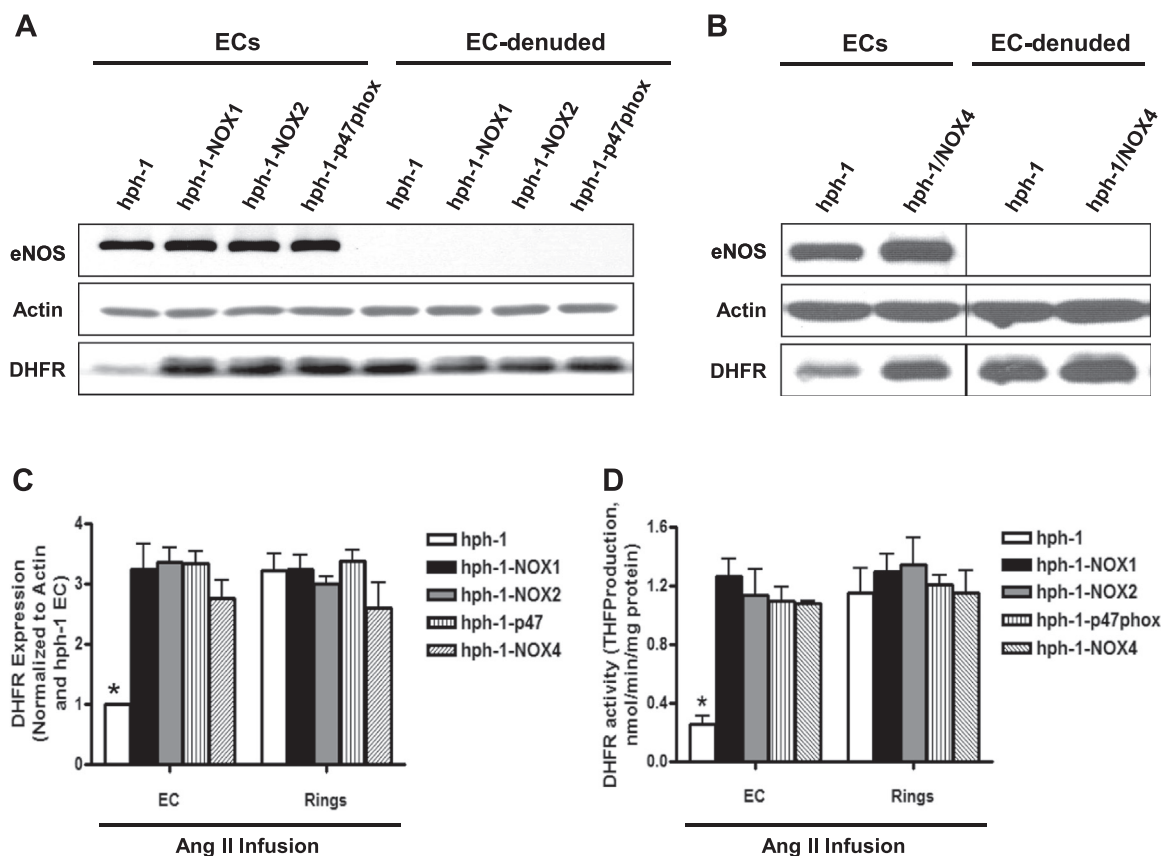 A
ECs
EC-denuded
hph-1
hph-1-NOX1
hph-1-NOX2
hph-1-p47phox
hph-1
hph-1-NOX1
hph-1-NOX2
hph-1-p47phox
eNOS
Actin
DHFR
B
ECs
EC-denuded
hph-1
hph-1/NOX4
hph-1
hph-1/NOX4
eNOS
Actin
DHFR
C
DHFR Expression
(Normalized to Actin
and hph-1 EC)
4
3
2
1
0
*
EC
Rings
Ang II Infusion
hph-1
hph-1-NOX1
hph-1-NOX2
hph-1-p47
hph-1-NOX4
D
DHFR activity (THFProduction,
nmol/min/mg protein)
1.6
1.2
0.8
0.4
0.0
*
EC
Rings
Ang II Infusion
hph-1
hph-1-NOX1
hph-1-NOX2
hph-1-p47phox
hph-1-NOX4